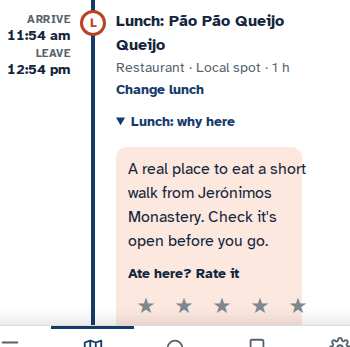 ARRIVE
11:54 am
LEAVE
12:54 pm
L
Lunch: Pão Pão Queijo
Queijo
Restaurant · Local spot · 1 h
Change lunch
▼ Lunch: why here
A real place to eat a short
walk from Jerónimos
Monastery. Check it's
open before you go.
Ate here? Rate it
★ ★ ★ ★ ★